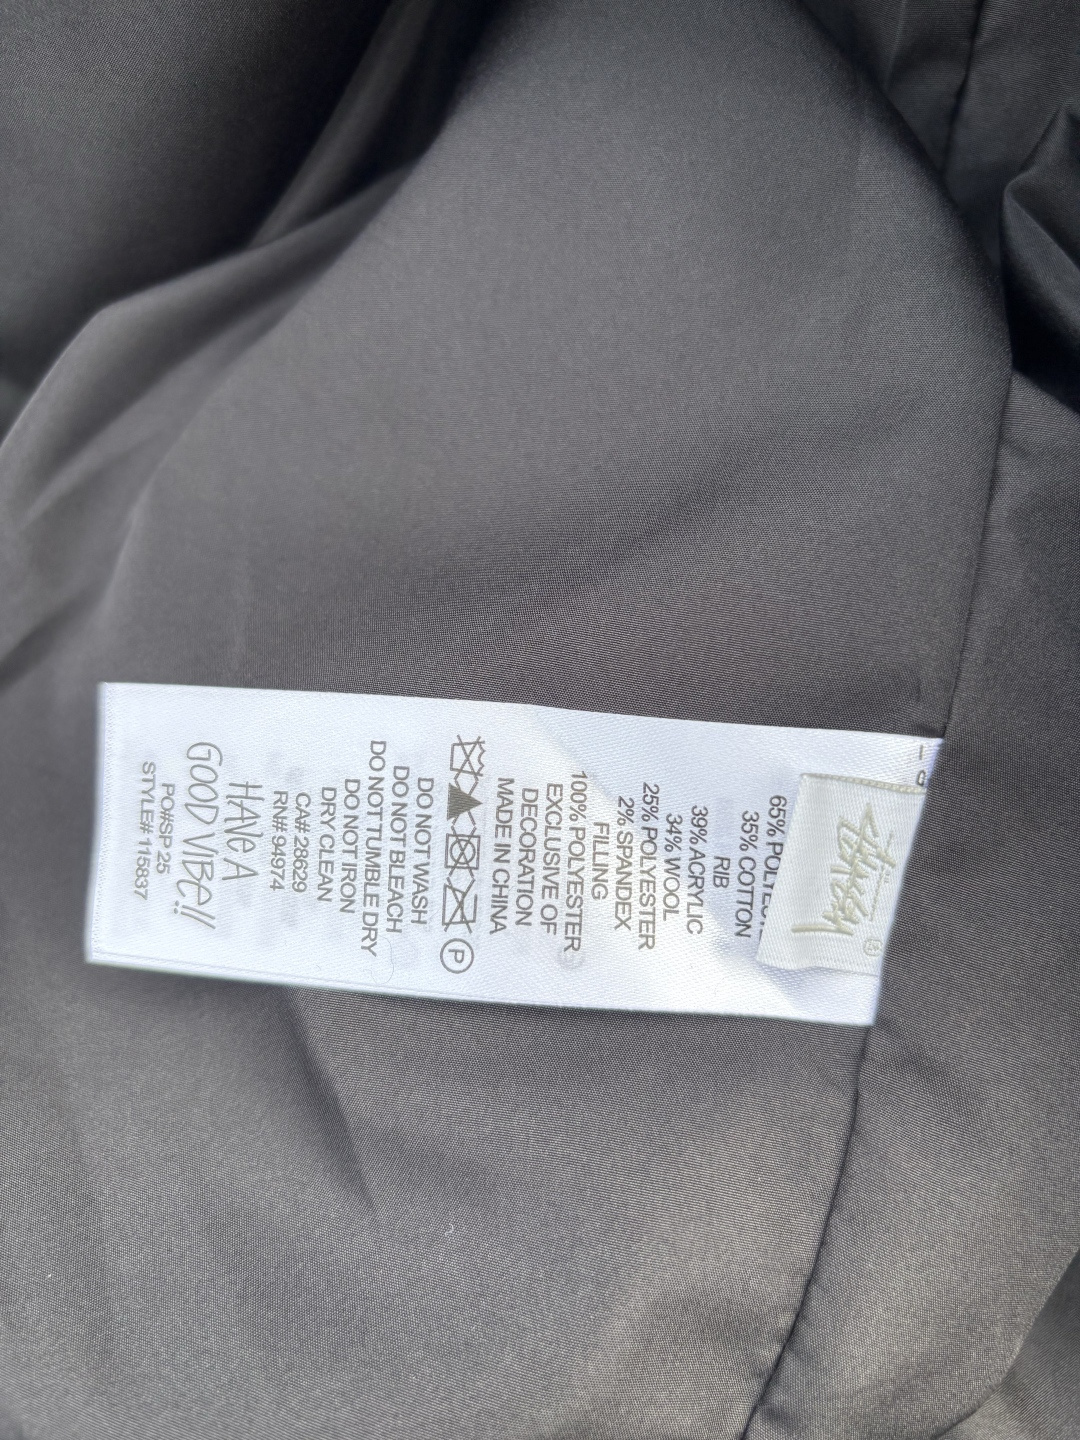 Stüssy
65% POLYE
35% COTTON
RIB
39% ACRYLIC
34% WOOL
25% POLYESTER
2% SPANDEX
FILLING
100% POLYESTER
EXCLUSIVE OF
DECORATION
MADE IN CHINA
P
DO NOT WASH
DO NOT BLEACH
DO NOT TUMBLE DRY
DO NOT IRON
DRY CLEAN
CA# 28629
RN# 94974
HAVE A
GOOD VIBE!!
PO#SP 25
STYLE# 115837